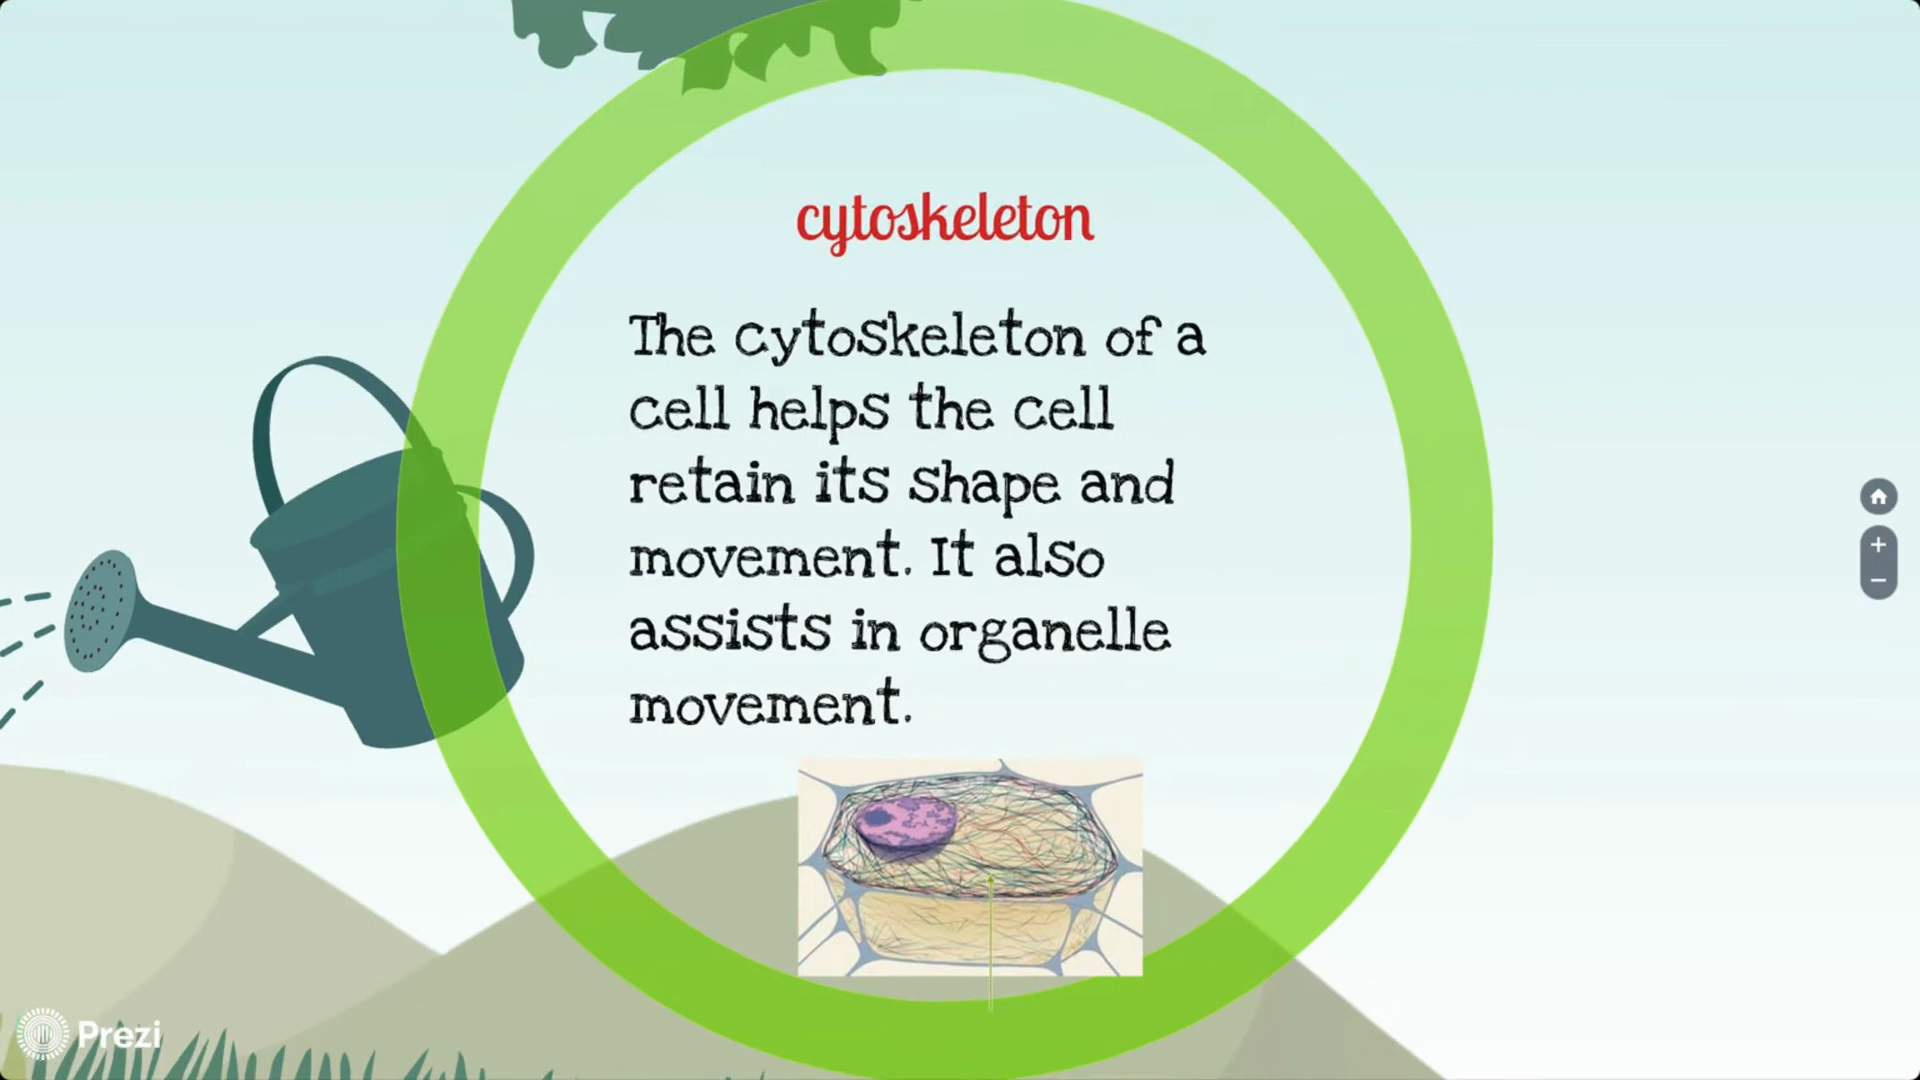 cytoskeleton
The cytoskeleton of a
cell helps the cell
retain its shape and
movement. It also
assists in organelle
movement.
Prezi